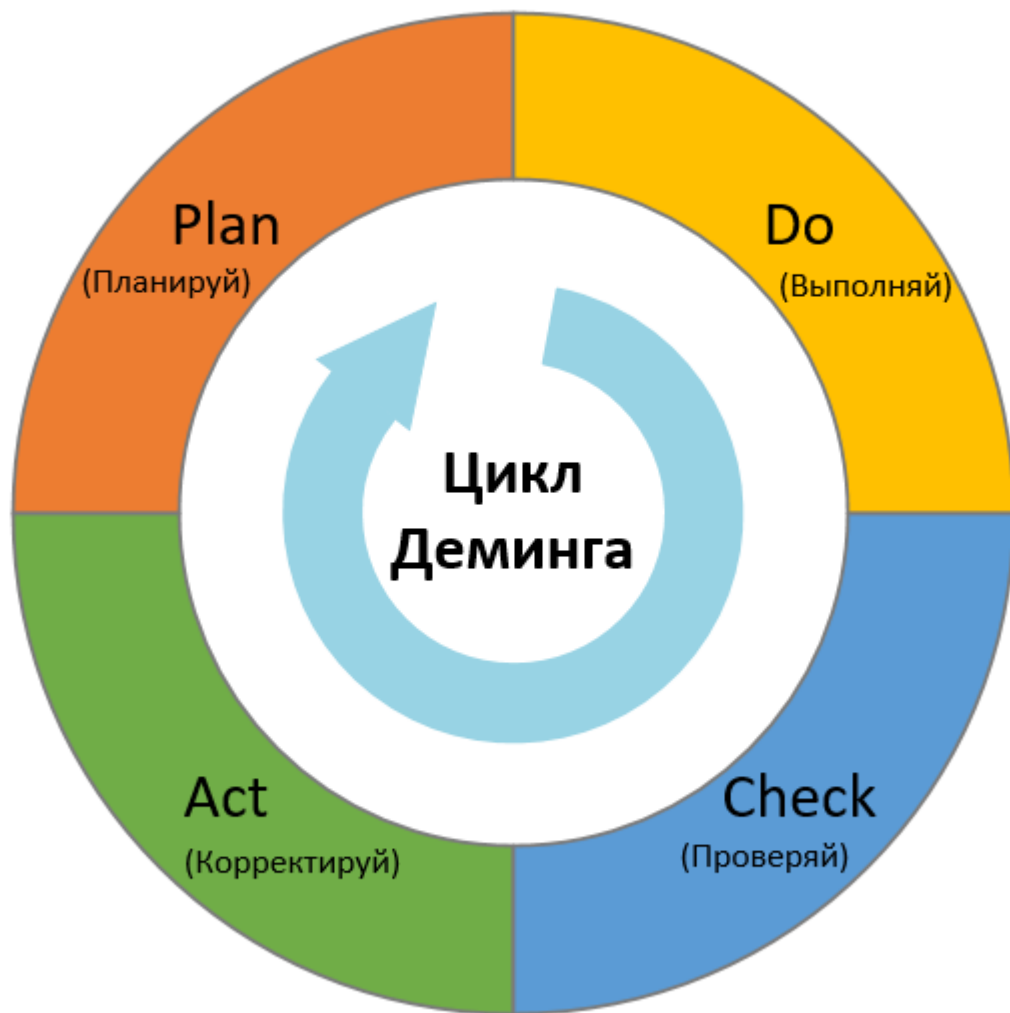 Plan
(Планируй)
Do
(Выполняй)
Цикл
Деминга
Act
(Корректируй)
Check
(Проверяй)